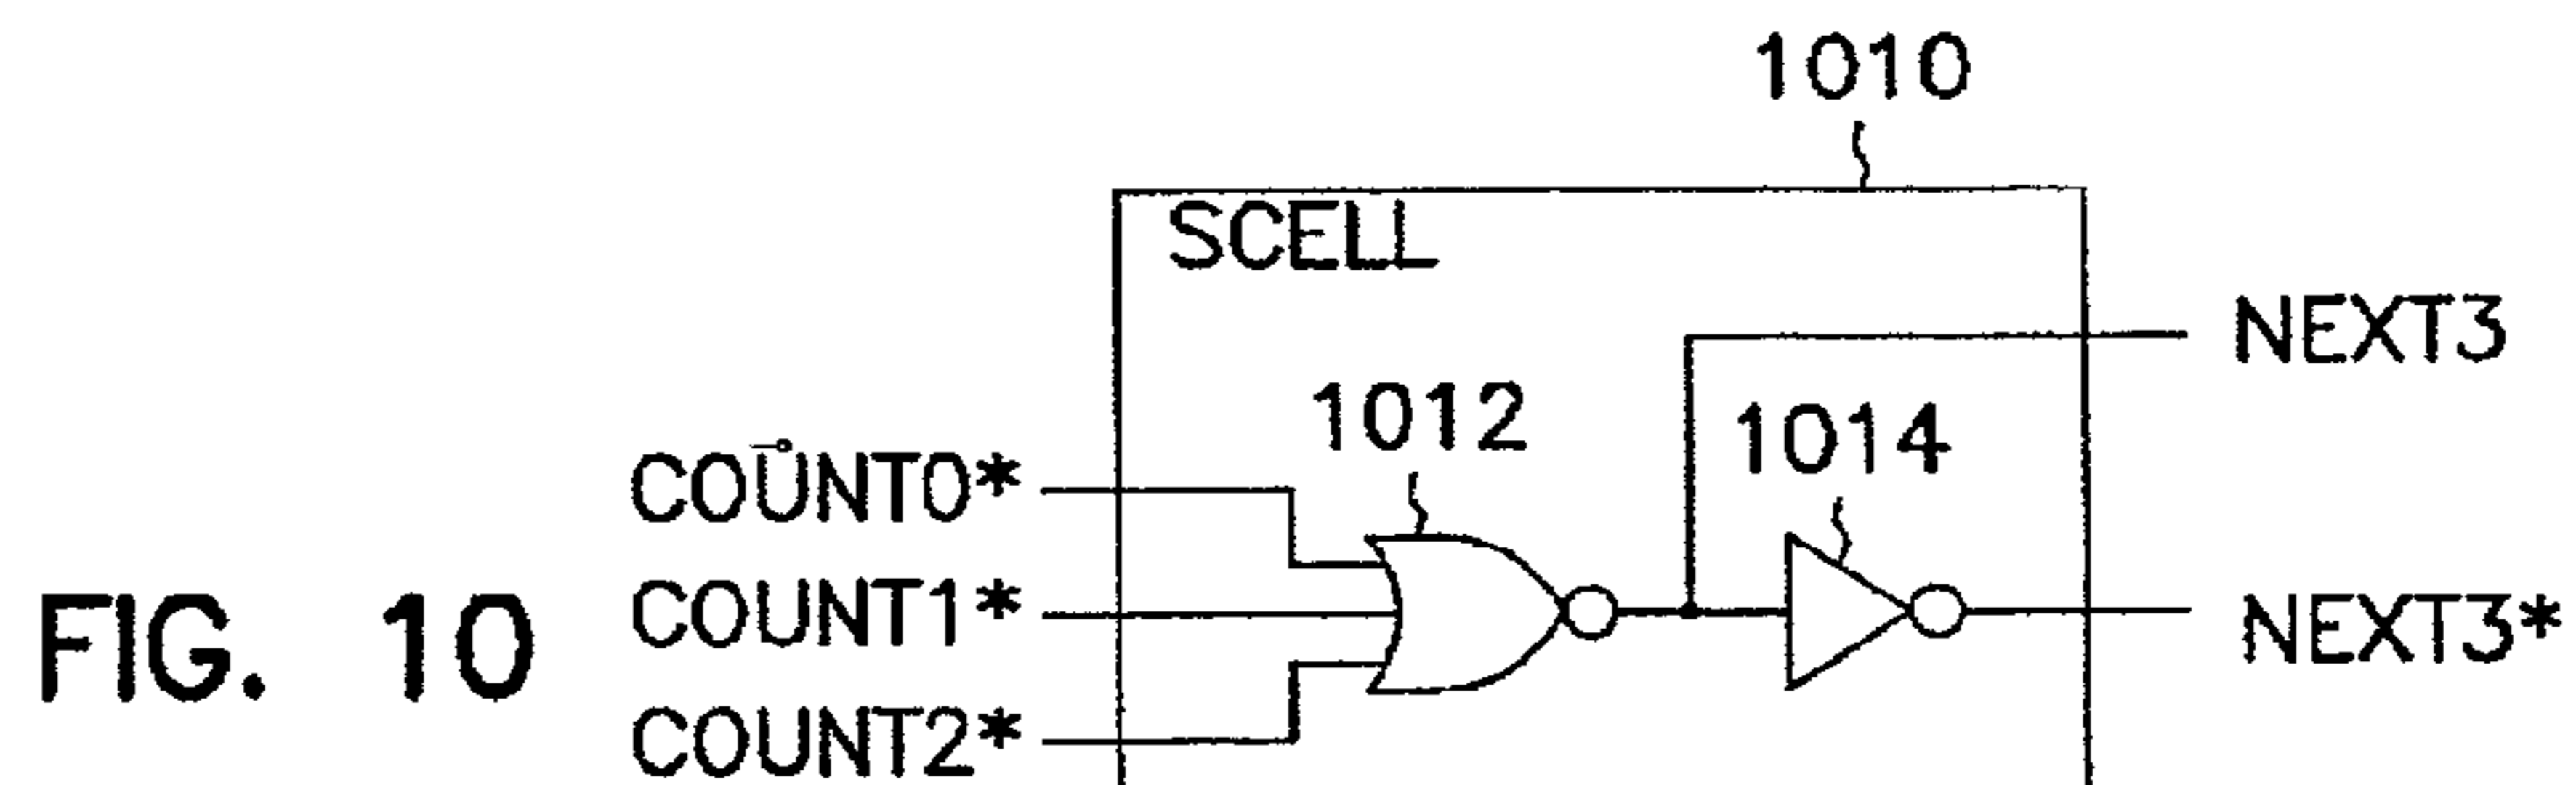 1010
SCELL
NEXT3
1012
1014
COUNT0*
COUNT1*
NEXT3*
FIG. 10
COUNT2*